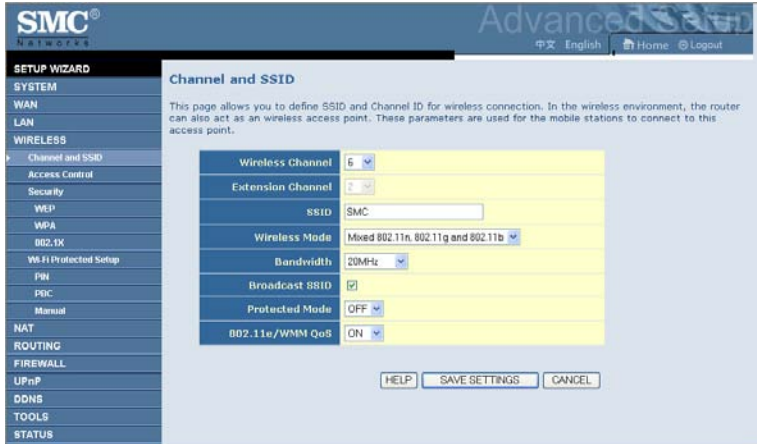 SMC®
Networks
Advanced Setup
中文 English Home Logout
SETUP WIZARD
SYSTEM
WAN
LAN
WIRELESS
Channel and SSID
Access Control
Security
WEP
WPA
802.1X
Wi-Fi Protected Setup
PIN
PBC
Manual
NAT
ROUTING
FIREWALL
UPnP
DDNS
TOOLS
STATUS
Channel and SSID
This page allows you to define SSID and Channel ID for wireless connection. In the wireless environment, the router
can also act as an wireless access point. These parameters are used for the mobile stations to connect to this
access point.
Wireless Channel 6
Extension Channel 2
SSID SMC
Wireless Mode Mixed 802.11n, 802.11g and 802.11b
Bandwidth 20MHz
Broadcast SSID
Protected Mode OFF
802.11e/WMM QoS ON
HELP SAVE SETTINGS CANCEL